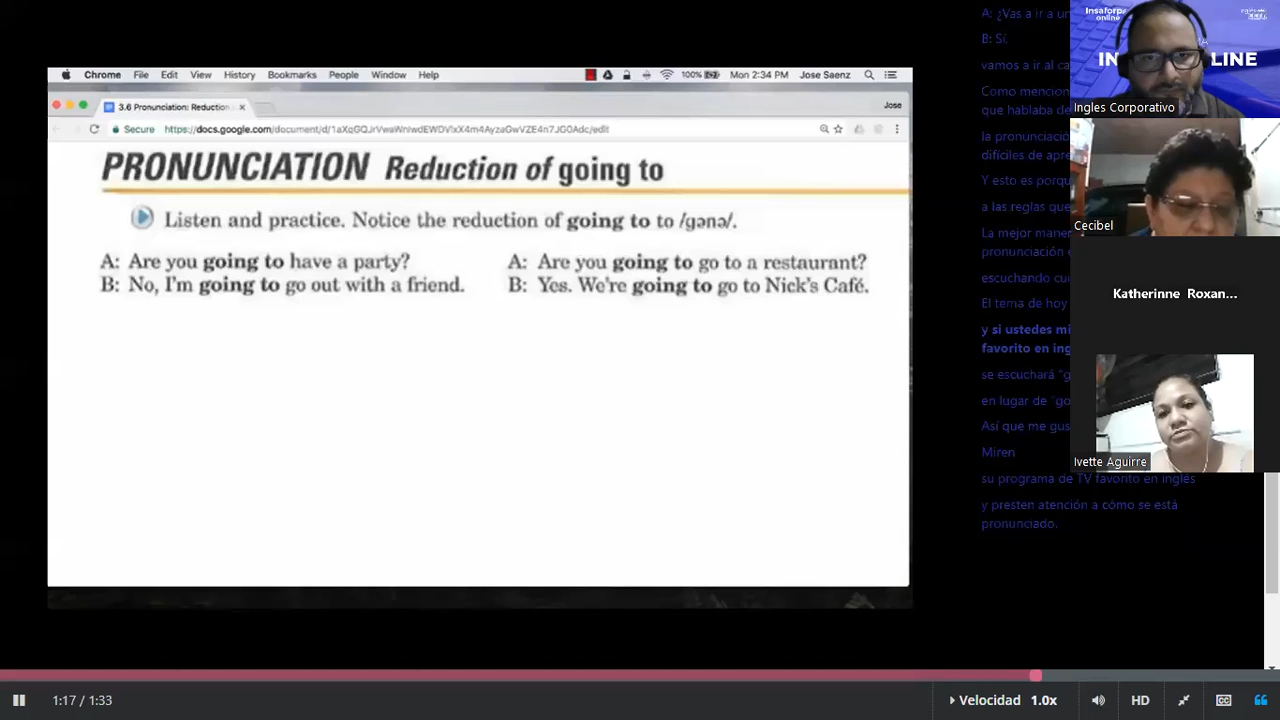 Chrome File Edit View History Bookmarks People Window Help 100% Mon 2:34 PM Jose Saenz
3.6 Pronunciation: Reduction
Jose
Secure
PRONUNCIATION Reduction of going to
Listen and practice. Notice the reduction of going to to /gənə/.
A: Are you going to have a party?
B: No, I'm going to go out with a friend.
A: Are you going to go to a restaurant?
B: Yes. We're going to go to Nick's Café.
A: ¿Vas a ir a un
B: Sí,
vamos a ir al ca
Como mencion
que hablaba de
la pronunciació
difíciles de apre
Y esto es porqu
a las reglas que
La mejor maner
pronunciación
escuchando cui
El tema de hoy
y si ustedes mi
favorito en ing
se escuchará "g
en lugar de "go
Así que me gus
Miren
su programa de TV favorito en inglés
y presten atención a cómo se está
pronunciado.
Insaforp
online
IN LINE
Ingles Corporativo
Cecibel
Katherinne Roxan...
Ivette Aguirre
1:17 / 1:33
Velocidad 1.0x
HD
CC